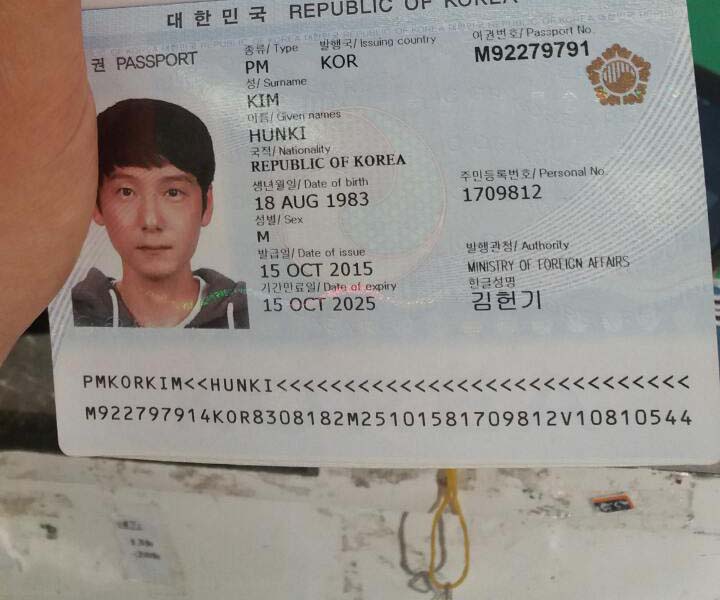 대한민국 REPUBLIC OF KOREA
권 PASSPORT
종류/ Type 발행국/ Issuing country 여권번호/ Passport No.
PM KOR M92279791
성/ Surname
KIM
이름/ Given names
HUNKI
국적/ Nationality
REPUBLIC OF KOREA
생년월일/ Date of birth 주민등록번호/ Personal No.
18 AUG 1983 1709812
성별/ Sex
M
발급일/ Date of issue 발행관청/ Authority
15 OCT 2015 MINISTRY OF FOREIGN AFFAIRS
기간만료일/ Date of expiry 한글성명
15 OCT 2025 김헌기
PMKORKIM<<HUNKI<<<<<<<<<<<<<<<<<<<<<<<<<<<<<
M922797914KOR8308182M25101581709812V10810544